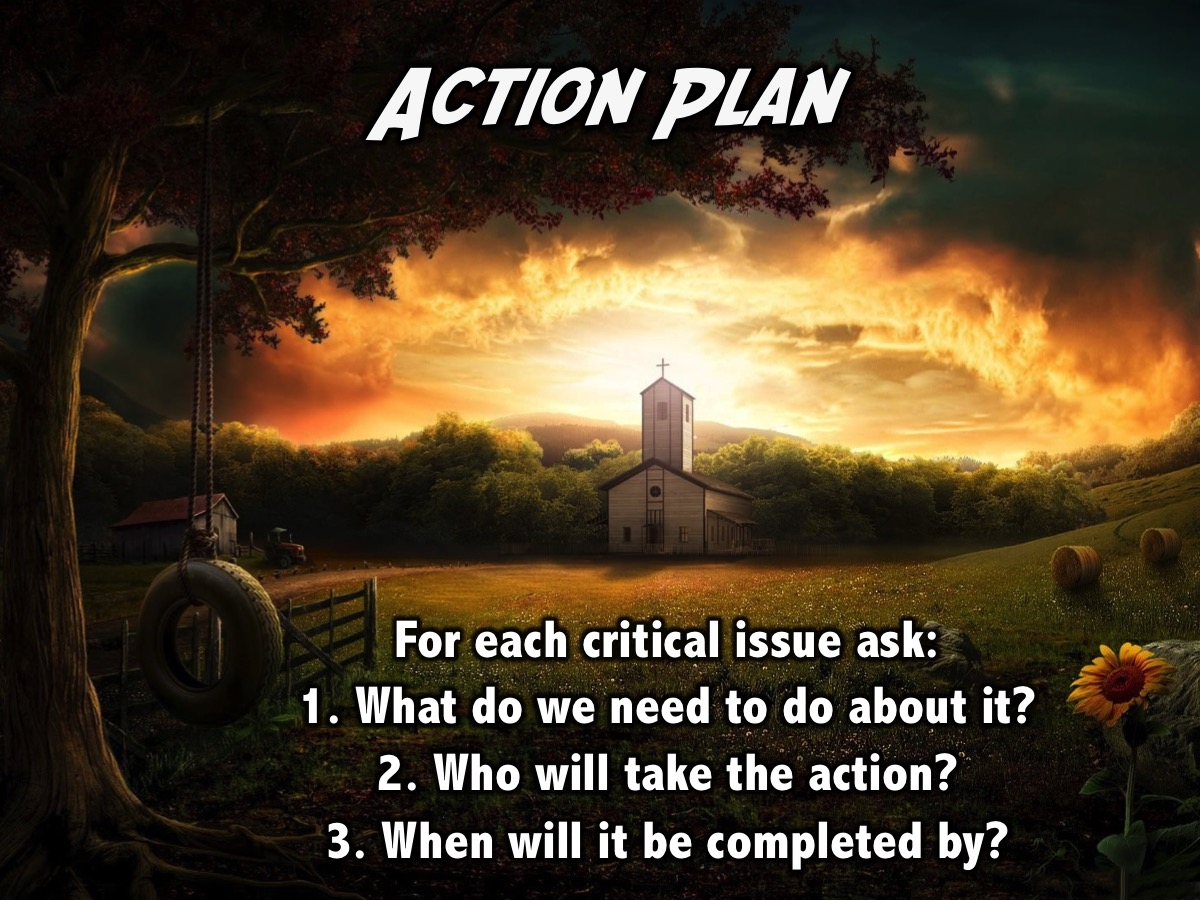 Action Plan
For each critical issue ask:
1. What do we need to do about it?
2. Who will take the action?
3. When will it be completed by?